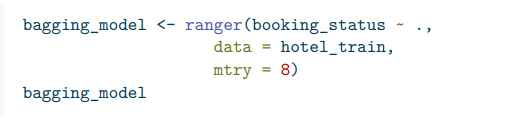 bagging_model <- ranger(booking_status ~ .,
data = hotel_train,
mtry = 8)
bagging_model